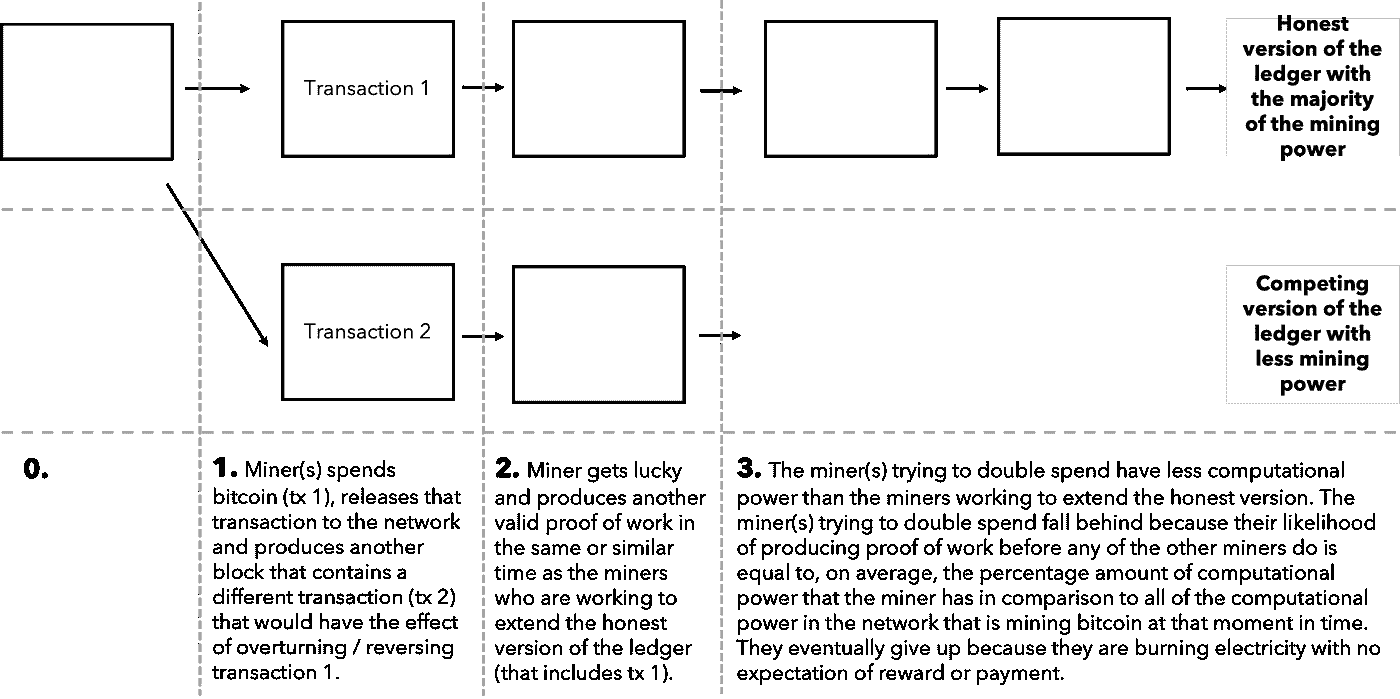 Transaction 1
Honest
version of the
ledger with
the majority
of the mining
power
Transaction 2
Competing
version of the
ledger with
less mining
power
0.
1. Miner(s) spends
bitcoin (tx 1), releases that
transaction to the network
and produces another
block that contains a
different transaction (tx 2)
that would have the effect
of overturning / reversing
transaction 1.
2. Miner gets lucky
and produces another
valid proof of work in
the same or similar
time as the miners
who are working to
extend the honest
version of the ledger
(that includes tx 1).
3. The miner(s) trying to double spend have less computational
power than the miners working to extend the honest version. The
miner(s) trying to double spend fall behind because their likelihood
of producing proof of work before any of the other miners do is
equal to, on average, the percentage amount of computational
power that the miner has in comparison to all of the computational
power in the network that is mining bitcoin at that moment in time.
They eventually give up because they are burning electricity with no
expectation of reward or payment.